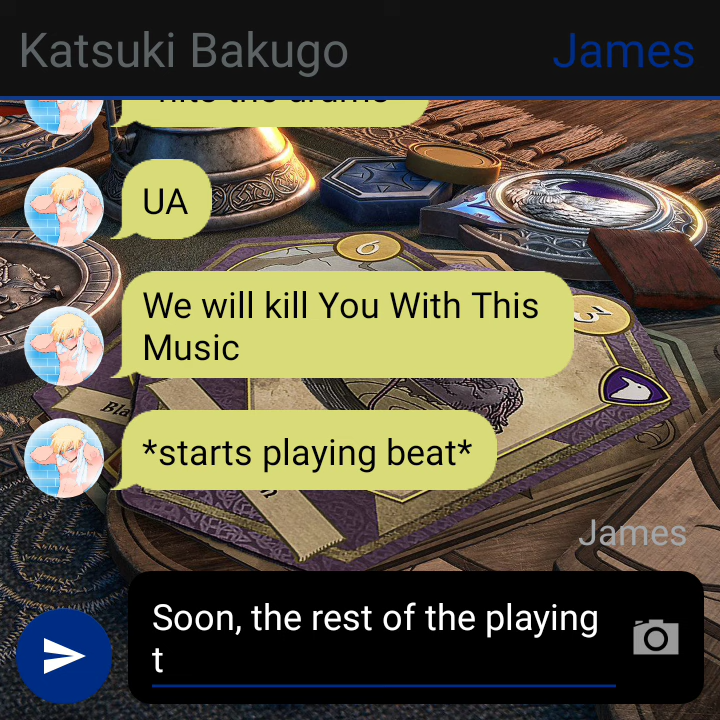 Katsuki Bakugo
James
UA
We will kill You With This
Music
*starts playing beat*
James
Soon, the rest of the playing
t